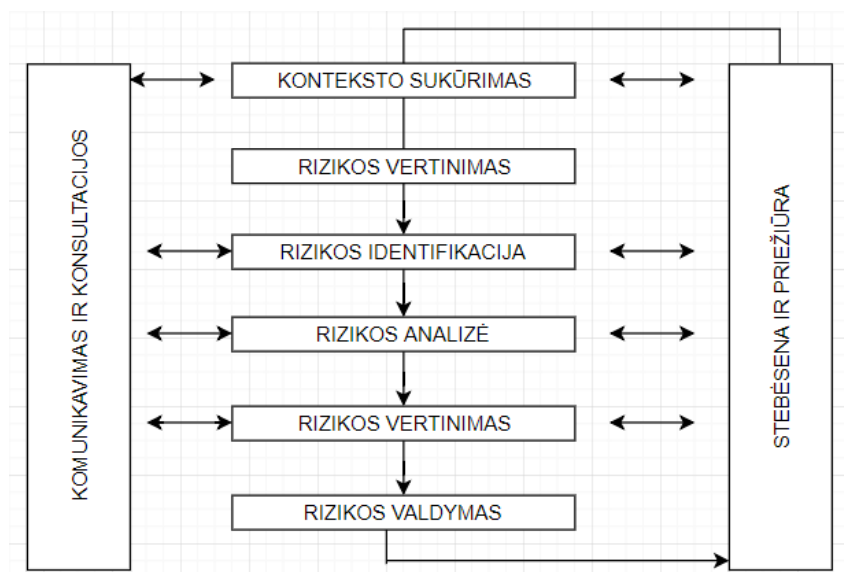 KOMUNIKAVIMAS IR KONSULTACIJOS
KONTEKSTO SUKŪRIMAS
RIZIKOS VERTINIMAS
RIZIKOS IDENTIFIKACIJA
RIZIKOS ANALIZĖ
RIZIKOS VERTINIMAS
RIZIKOS VALDYMAS
STEBĖSENA IR PRIEŽIŪRA